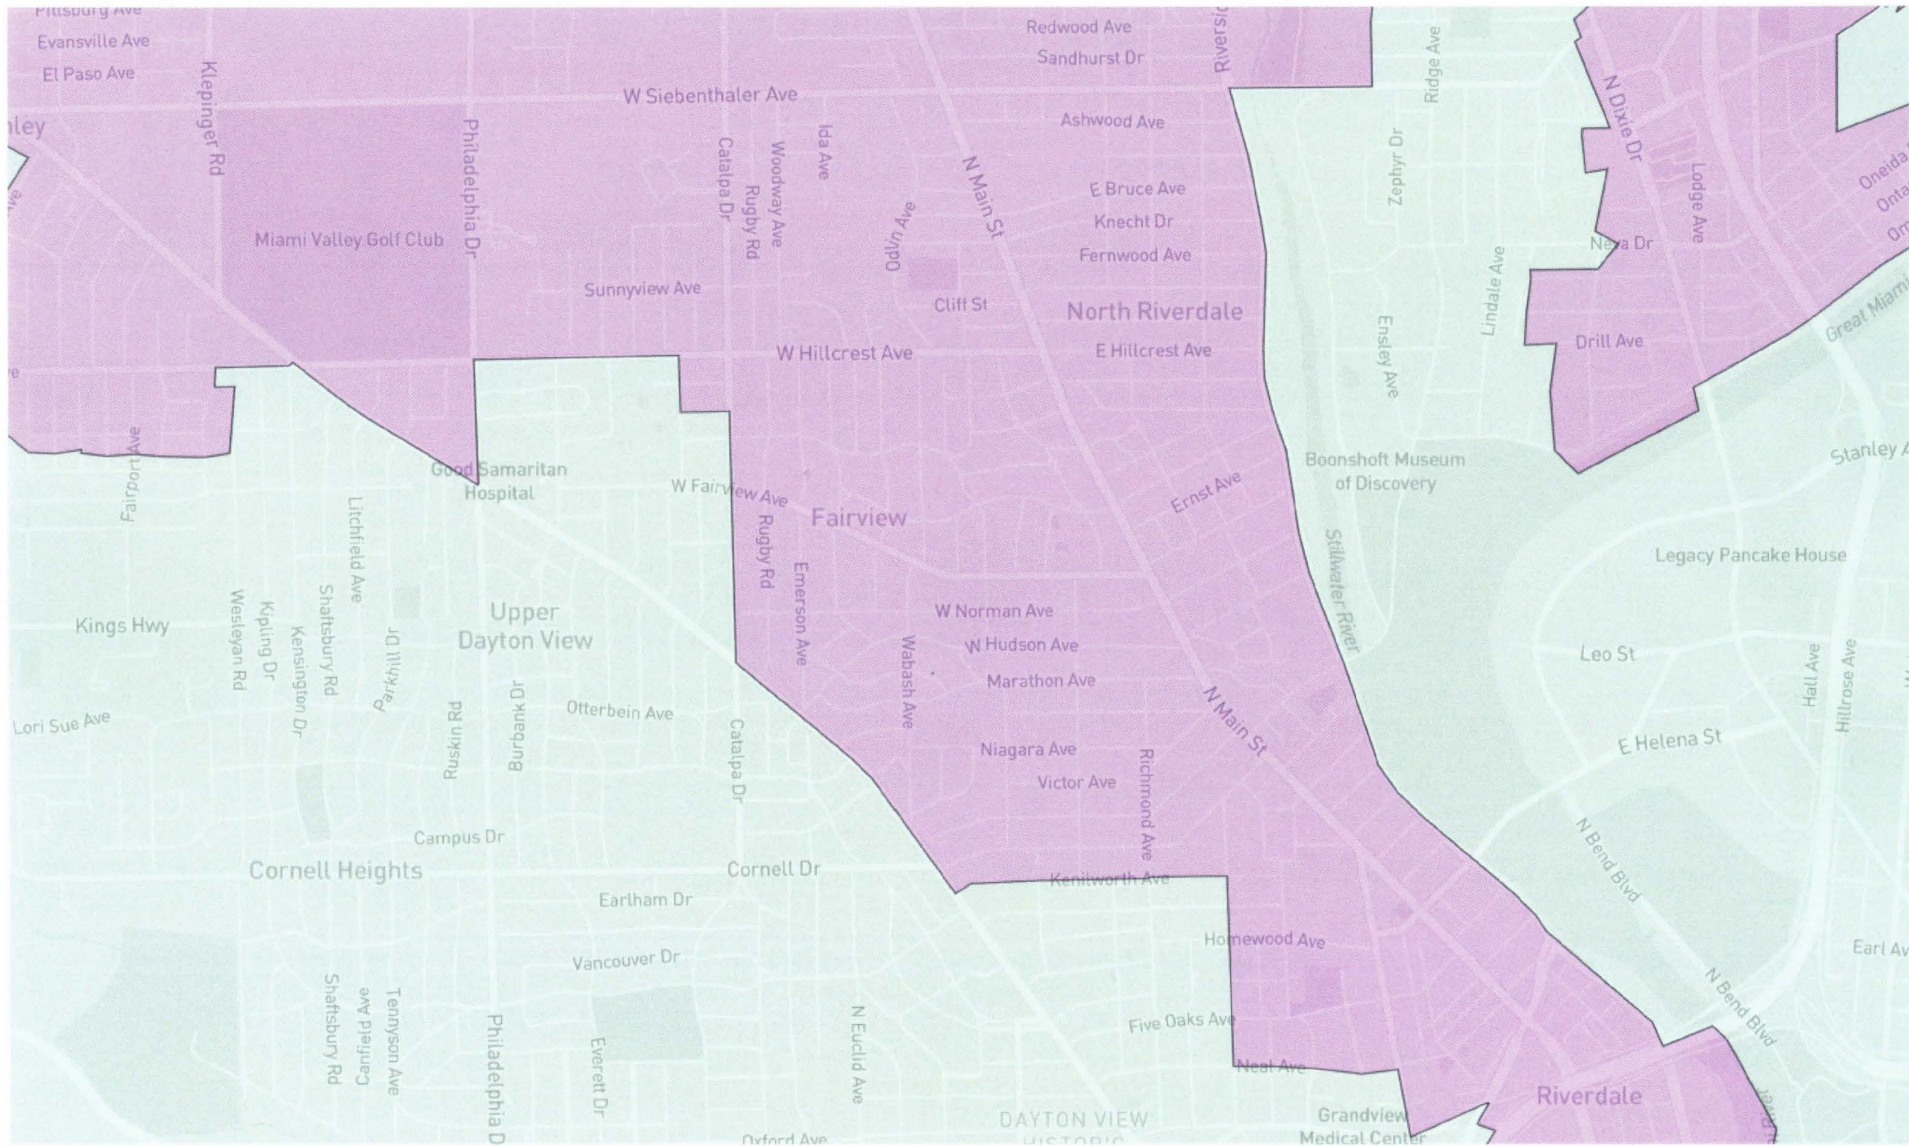 Pittsburg Ave
Evansville Ave
El Paso Ave
Klepinger Rd
W Siebenthaler Ave
Redwood Ave
Sandhurst Dr
Ridge Ave
N Dixie Dr
Philadelphia Dr
Catalpa Dr
Rugby Rd
Woodway Ave
Ida Ave
Odlin Ave
N Main St
Ashwood Ave
E Bruce Ave
Knecht Dr
Fernwood Ave
Zephyr Dr
Lodge Ave
Oneida
Miami Valley Golf Club
Sunnyview Ave
Cliff St
North Riverdale
Neva Dr
Lindale Ave
Ensley Ave
W Hillcrest Ave
E Hillcrest Ave
Drill Ave
Great Miami
Fairport Ave
Good Samaritan
Hospital
W Fairview Ave
Fairview
Ernst Ave
Boonshoft Museum
of Discovery
Stanley
Litchfield Ave
Rugby Rd
Emerson Ave
Stillwater River
Legacy Pancake House
Kings Hwy
Wesleyan Rd
Kipling Dr
Kensington Dr
Shaftsbury Rd
Parkhill Dr
Upper
Dayton View
W Norman Ave
W Hudson Ave
Marathon Ave
Wabash Ave
Leo St
Hall Ave
Hillrose Ave
Lori Sue Ave
Ruskin Rd
Burbank Dr
Otterbein Ave
Catalpa Dr
Niagara Ave
Victor Ave
Richmond Ave
N Main St
E Helena St
Campus Dr
Cornell Heights
Cornell Dr
Kenilworth Ave
N Bend Blvd
Earlham Dr
Homewood Ave
Earl Av
Vancouver Dr
Shaftsbury Rd
Canfield Ave
Tennyson Ave
Philadelphia D
Everett Dr
N Euclid Ave
Five Oaks Ave
N Bend Blvd
Neal Ave
Riverdale
DAYTON VIEW
HISTORIC
Grandview
Medical Center
Oxford Ave